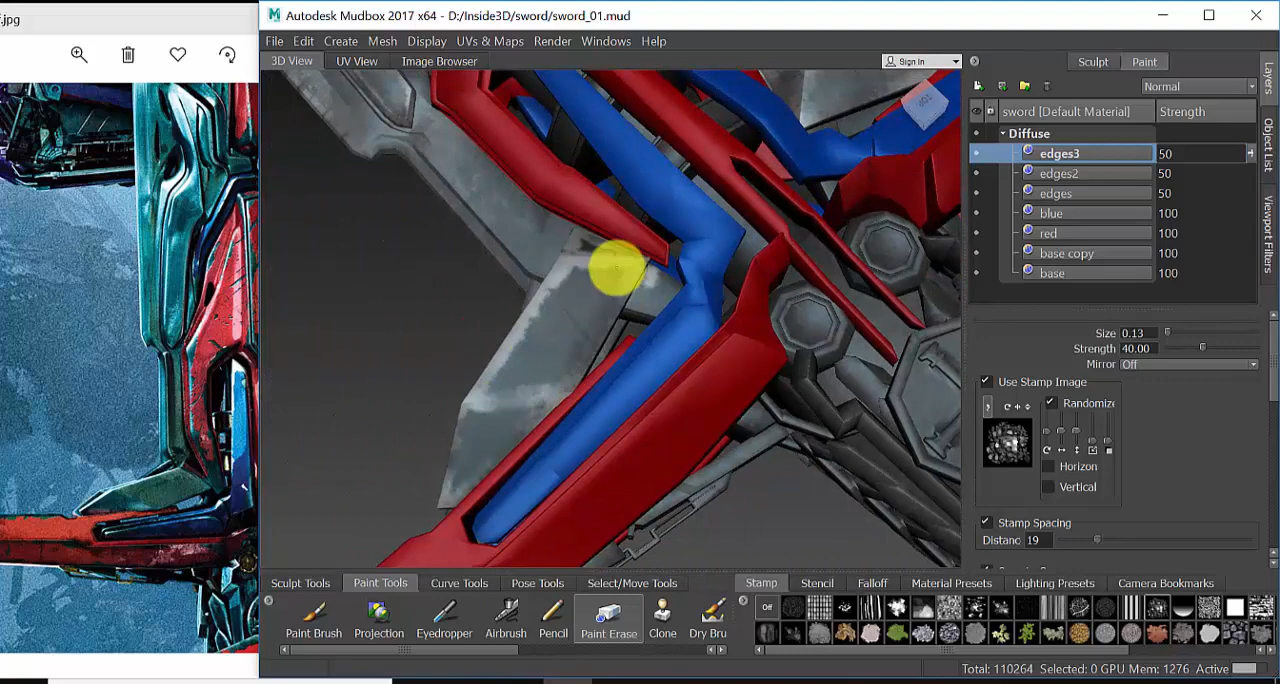 .jpg
Autodesk Mudbox 2017 x64 - D:/Inside3D/sword/sword_01.mud
File Edit Create Mesh Display UVs & Maps Render Windows Help
3D View UV View Image Browser
Sign In
Sculpt Paint
Normal
sword [Default Material] Strength
Diffuse
edges3 50
edges2 50
edges 50
blue 100
red 100
base copy 100
base 100
Layers
Object List
Viewport Filters
TOP
Size 0.13
Strength 40.00
Mirror Off
Use Stamp Image
Randomize
Horizon
Vertical
Stamp Spacing
Distanc 19
Sculpt Tools Paint Tools Curve Tools Pose Tools Select/Move Tools
Stamp Stencil Falloff Material Presets Lighting Presets Camera Bookmarks
Off
Paint Brush Projection Eyedropper Airbrush Pencil Paint Erase Clone Dry Bru
Total: 110264 Selected: 0 GPU Mem: 1276 Active